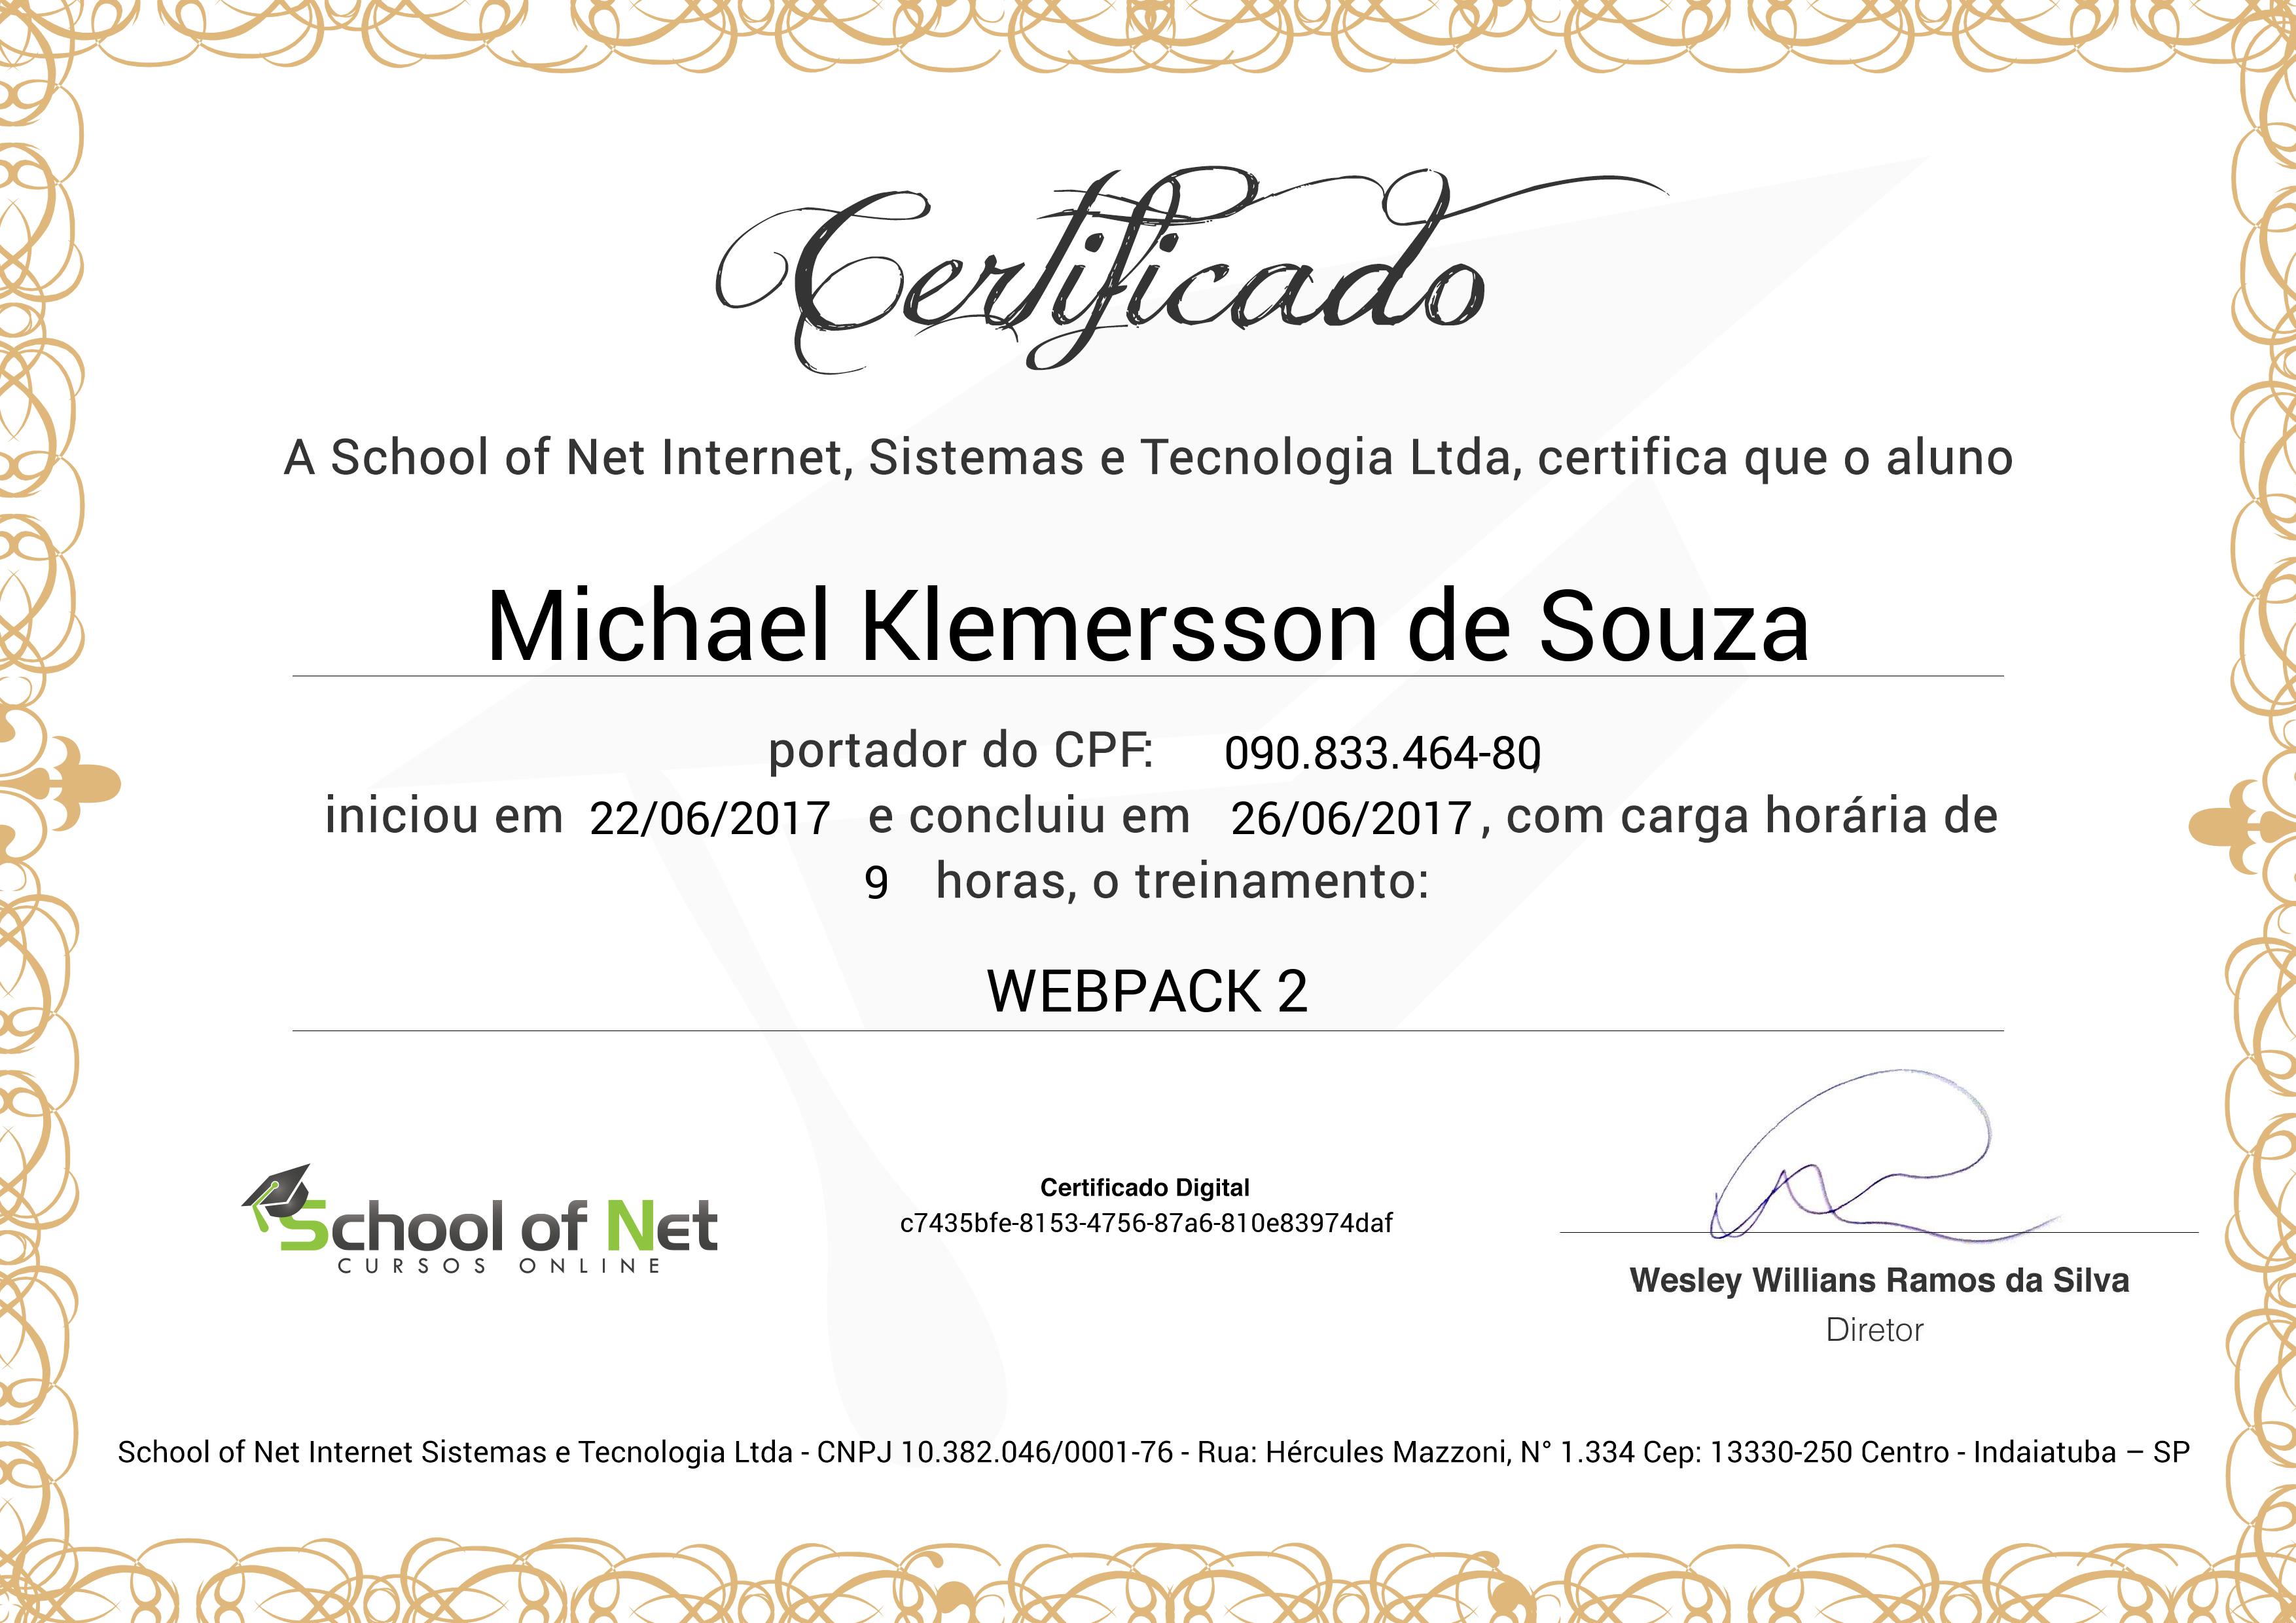 Certificado
A School of Net Internet, Sistemas e Tecnologia Ltda, certifica que o aluno
Michael Klemersson de Souza
portador do CPF: 090.833.464-80,
iniciou em 22/06/2017 e concluiu em 26/06/2017, com carga horária de
9 horas, o treinamento:
WEBPACK 2
School of Net
CURSOS ONLINE
Certificado Digital
c7435bfe-8153-4756-87a6-810e83974daf
Wesley Willians Ramos da Silva
Diretor
School of Net Internet Sistemas e Tecnologia Ltda - CNPJ 10.382.046/0001-76 - Rua: Hércules Mazzoni, N° 1.334 Cep: 13330-250 Centro - Indaiatuba – SP